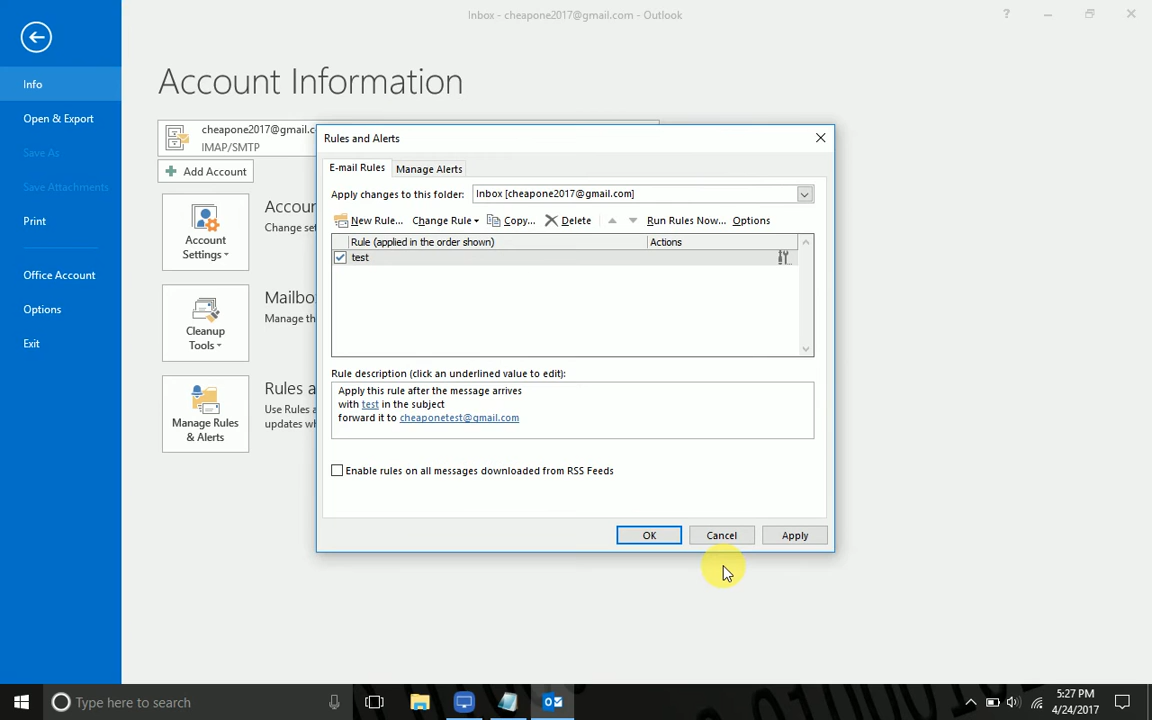 Inbox - cheapone2017@gmail.com - Outlook
?
Info
Open & Export
Save As
Save Attachments
Print
Office Account
Options
Exit
Account Information
cheapone2017@gmail.c
IMAP/SMTP
Add Account
Account
Settings
Accou
Change se
Cleanup
Tools
Mailbo
Manage th
Manage Rules
& Alerts
Rules a
Use Rules a
updates wh
Rules and Alerts
E-mail Rules
Manage Alerts
Apply changes to this folder:
Inbox [cheapone2017@gmail.com]
New Rule... Change Rule Copy... Delete Run Rules Now... Options
Rule (applied in the order shown) Actions
test
Rule description (click an underlined value to edit):
Apply this rule after the message arrives
with test in the subject
forward it to cheaponetest@gmail.com
Enable rules on all messages downloaded from RSS Feeds
OK Cancel Apply
Type here to search
5:27 PM
4/24/2017